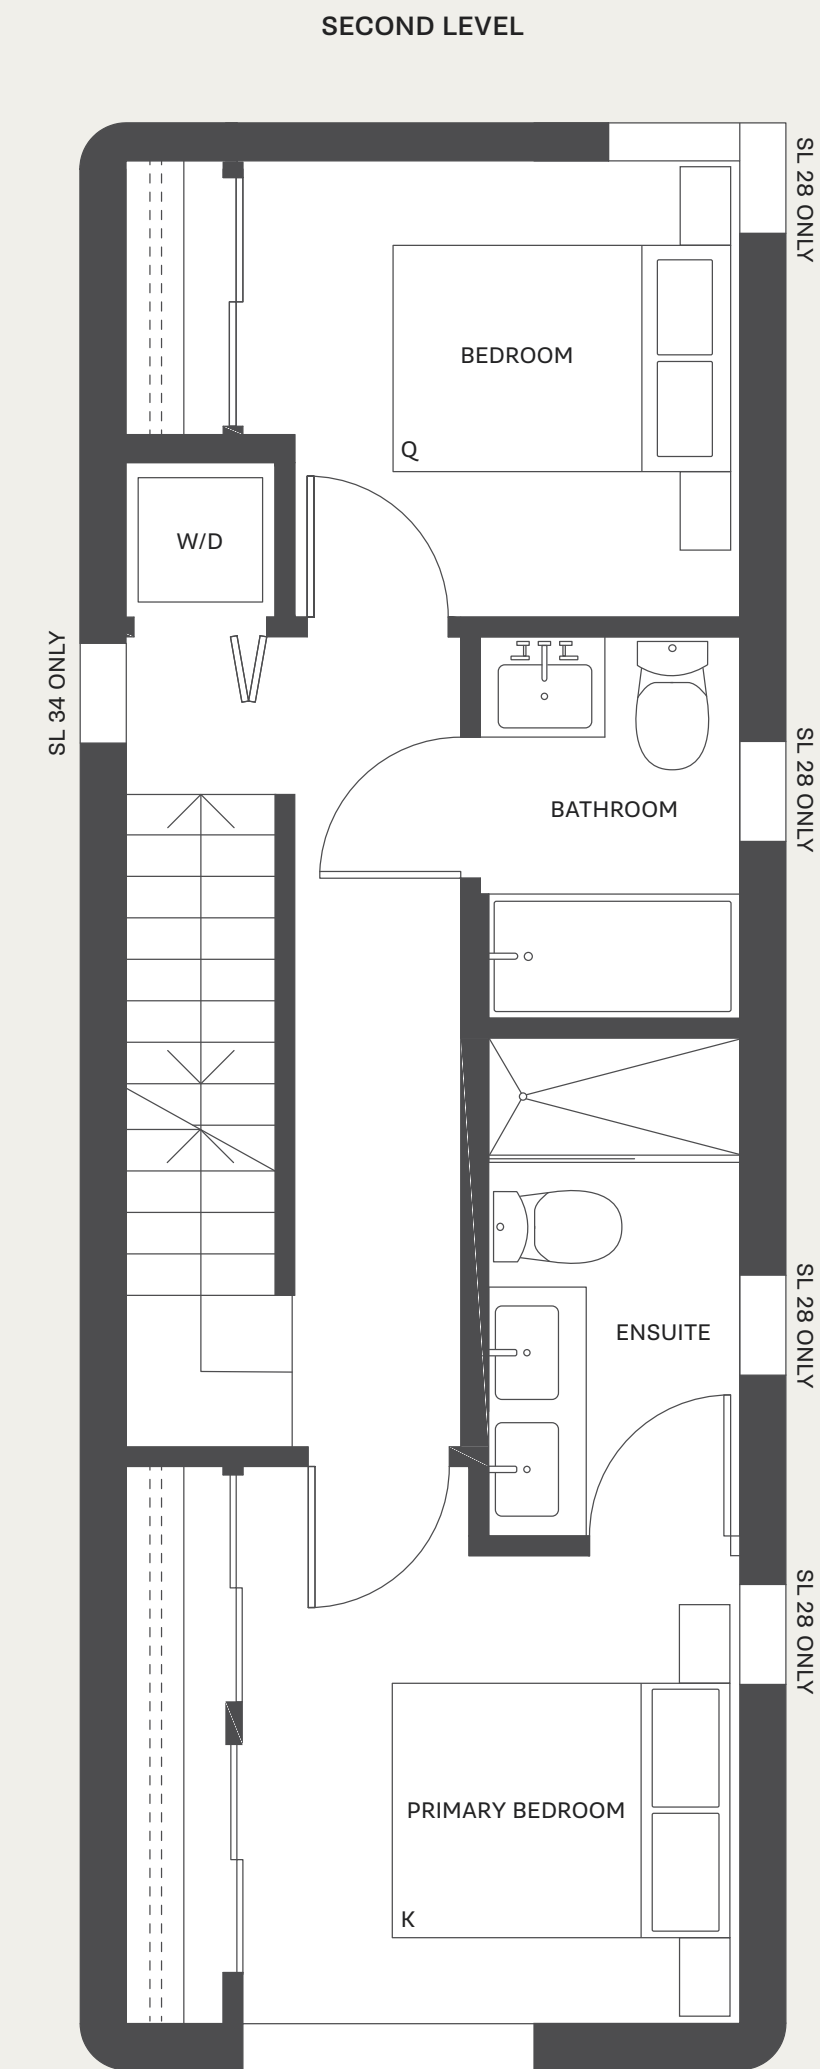 SECOND LEVEL
SL 28 ONLY
BEDROOM
Q
W/D
SL 34 ONLY
SL 28 ONLY
BATHROOM
SL 28 ONLY
ENSUITE
SL 28 ONLY
PRIMARY BEDROOM
K